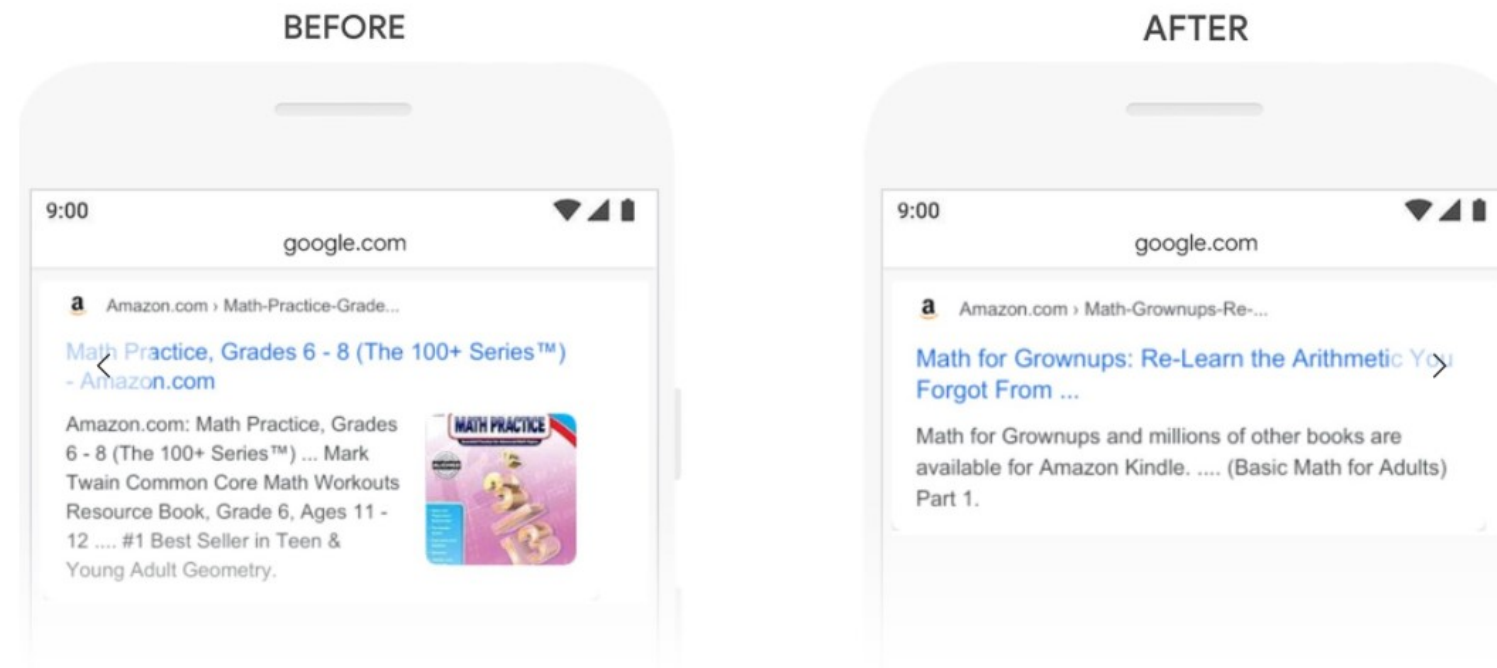 BEFORE
9:00
google.com
a Amazon.com › Math-Practice-Grade...
Math Practice, Grades 6 - 8 (The 100+ Series™)
- Amazon.com
Amazon.com: Math Practice, Grades
6 - 8 (The 100+ Series™) ... Mark
Twain Common Core Math Workouts
Resource Book, Grade 6, Ages 11 -
12 .... #1 Best Seller in Teen &
Young Adult Geometry.
MATH PRACTICE
AFTER
9:00
google.com
a Amazon.com › Math-Grownups-Re-...
Math for Grownups: Re-Learn the Arithmetic You
Forgot From ...
Math for Grownups and millions of other books are
available for Amazon Kindle. .... (Basic Math for Adults)
Part 1.